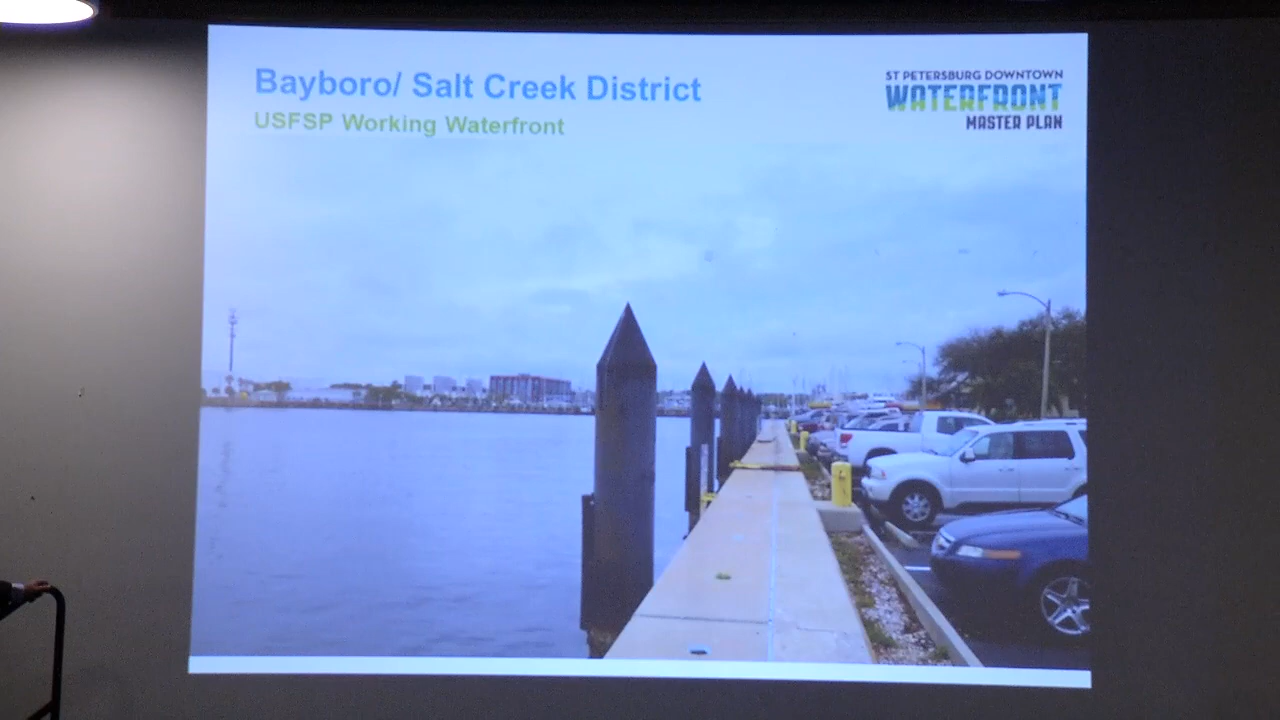 Bayboro/ Salt Creek District
USFSP Working Waterfront
ST PETERSBURG DOWNTOWN
WATERFRONT
MASTER PLAN